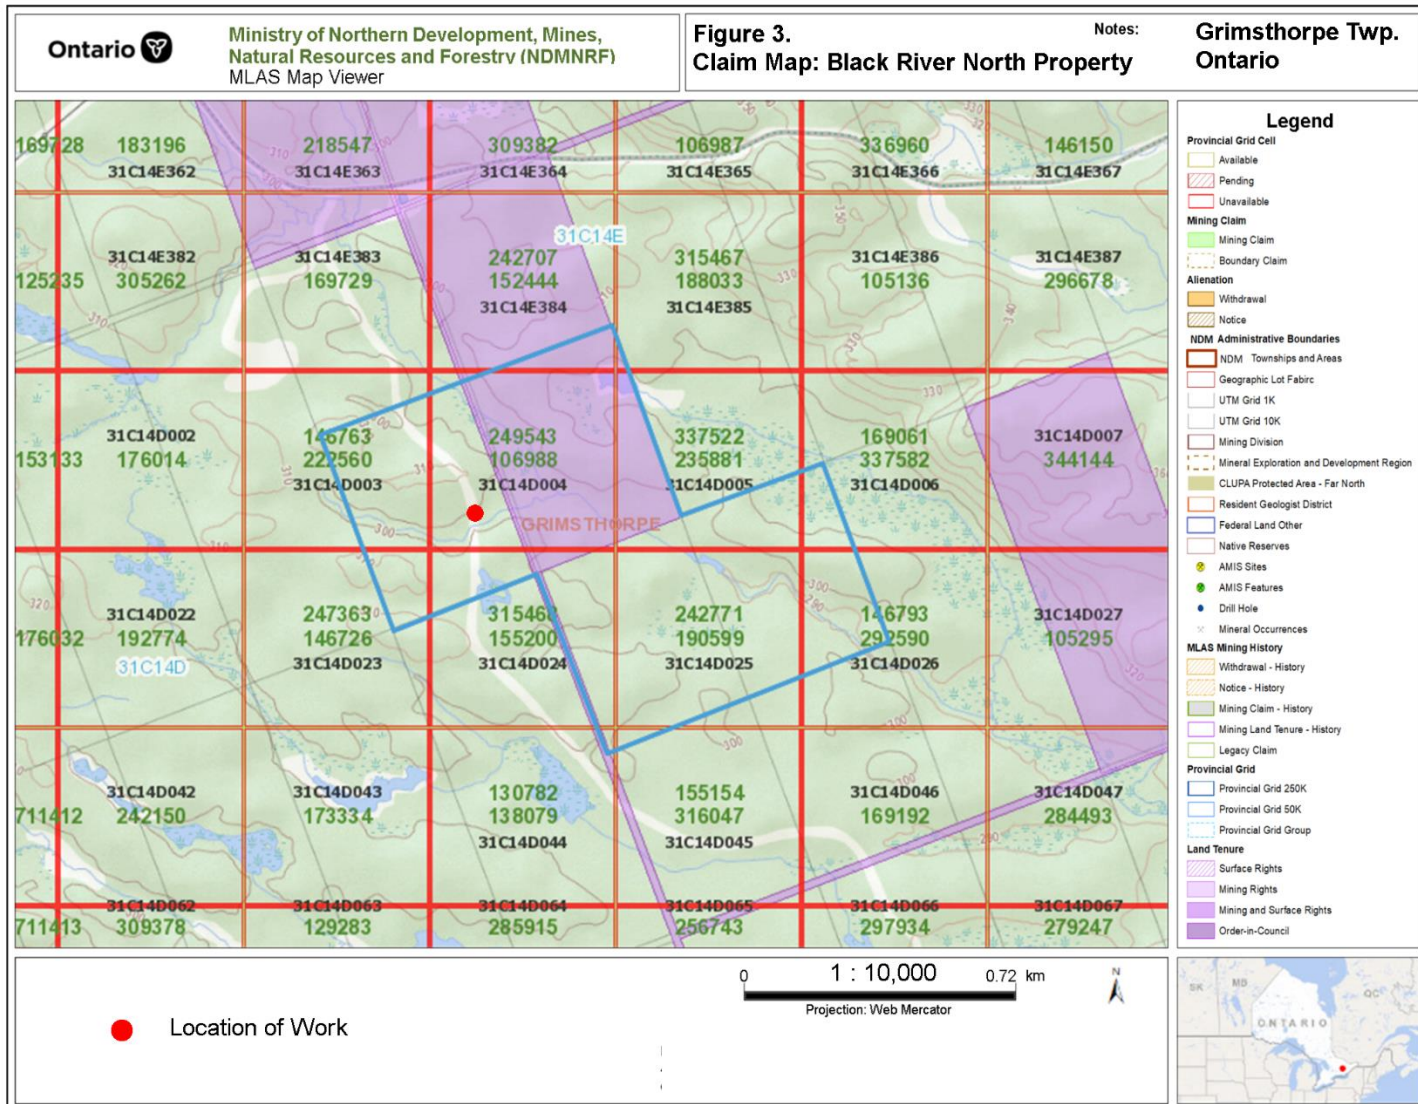 Ontario
Ministry of Northern Development, Mines,
Natural Resources and Forestry (NDMNRF)
MLAS Map Viewer
Figure 3.
Claim Map: Black River North Property
Notes:
Grimsthorpe Twp.
Ontario
169728 183196 218547 309382 106987 336960 146150
31C14E362 31C14E363 31C14E364 31C14E365 31C14E366 31C14E367
31C14E
31C14E382 31C14E383 242707 315467 31C14E386 31C14E387
125235 305262 169729 152444 188033 105136 296678
31C14E384 31C14E385
31C14D002 146763 249543 337522 169061 31C14D007
153133 176014 222560 106988 235881 337582 344144
31C14D003 31C14D004 31C14D005 31C14D006
GRIMSTHORPE
31C14D022 247363 315468 242771 146793 31C14D027
176032 192774 146726 155200 190599 292590 105295
31C14D 31C14D023 31C14D024 31C14D025 31C14D026
31C14D042 31C14D043 130782 155154 31C14D046 31C14D047
711412 242150 173334 138079 316047 169192 284493
31C14D044 31C14D045
31C14D062 31C14D063 31C14D064 31C14D065 31C14D066 31C14D067
711413 309378 129283 285915 256743 297934 279247
Legend
Provincial Grid Cell
Available
Pending
Unavailable
Mining Claim
Mining Claim
Boundary Claim
Alienation
Withdrawal
Notice
NDM Administrative Boundaries
NDM Townships and Areas
Geographic Lot Fabirc
UTM Grid 1K
UTM Grid 10K
Mining Division
Mineral Exploration and Development Region
CLUPA Protected Area - Far North
Resident Geologist District
Federal Land Other
Native Reserves
AMIS Sites
AMIS Features
Drill Hole
Mineral Occurrences
MLAS Mining History
Withdrawal - History
Notice - History
Mining Claim - History
Mining Land Tenure - History
Legacy Claim
Provincial Grid
Provincial Grid 250K
Provincial Grid 50K
Provincial Grid Group
Land Tenure
Surface Rights
Mining Rights
Mining and Surface Rights
Order-in-Council
Location of Work
0 1 : 10,000 0.72 km
Projection: Web Mercator
N
SK MB QC
ONTARIO